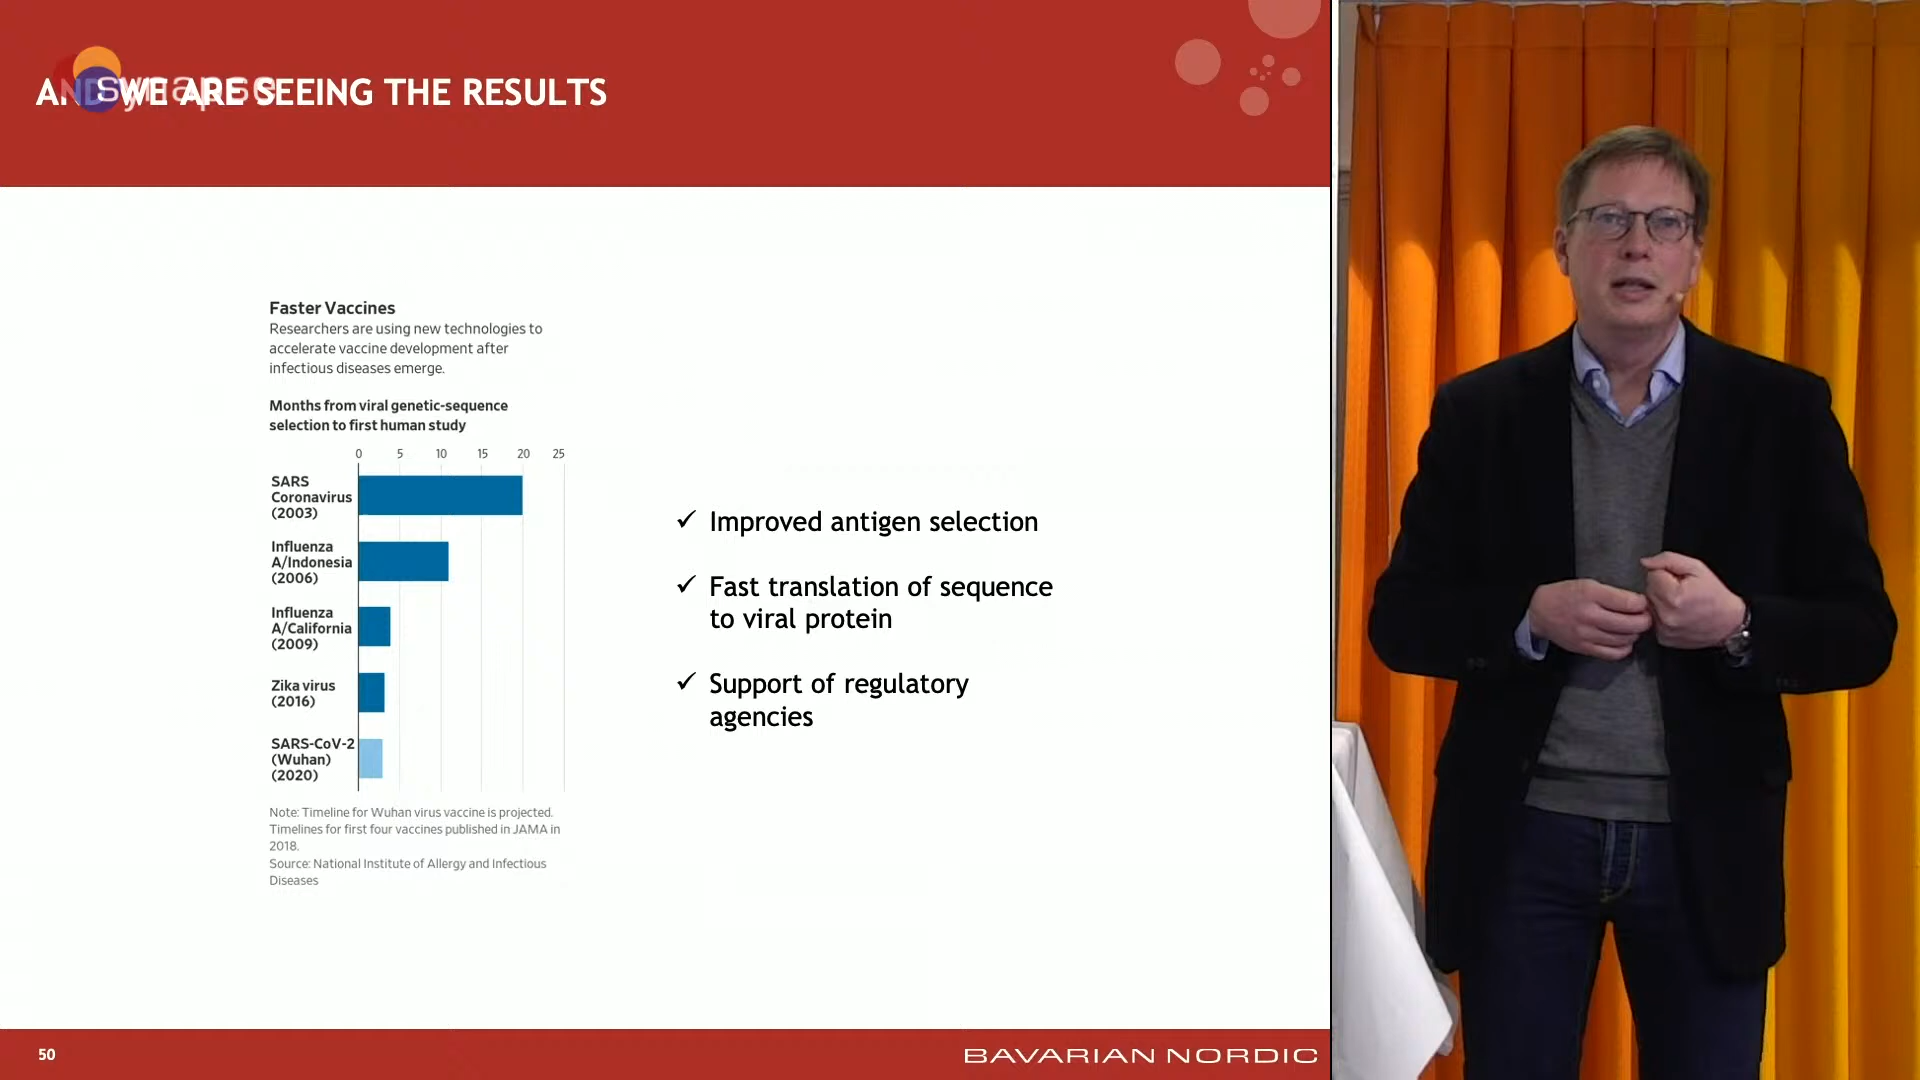 AND WE ARE SEEING THE RESULTS
synapse
Faster Vaccines
Researchers are using new technologies to
accelerate vaccine development after
infectious diseases emerge.
Months from viral genetic-sequence
selection to first human study
0 5 10 15 20 25
SARS
Coronavirus
(2003)
Influenza
A/Indonesia
(2006)
Influenza
A/California
(2009)
Zika virus
(2016)
SARS-CoV-2
(Wuhan)
(2020)
Note: Timeline for Wuhan virus vaccine is projected.
Timelines for first four vaccines published in JAMA in
2018.
Source: National Institute of Allergy and Infectious
Diseases
✓ Improved antigen selection
✓ Fast translation of sequence
to viral protein
✓ Support of regulatory
agencies
50
BAVARIAN NORDIC